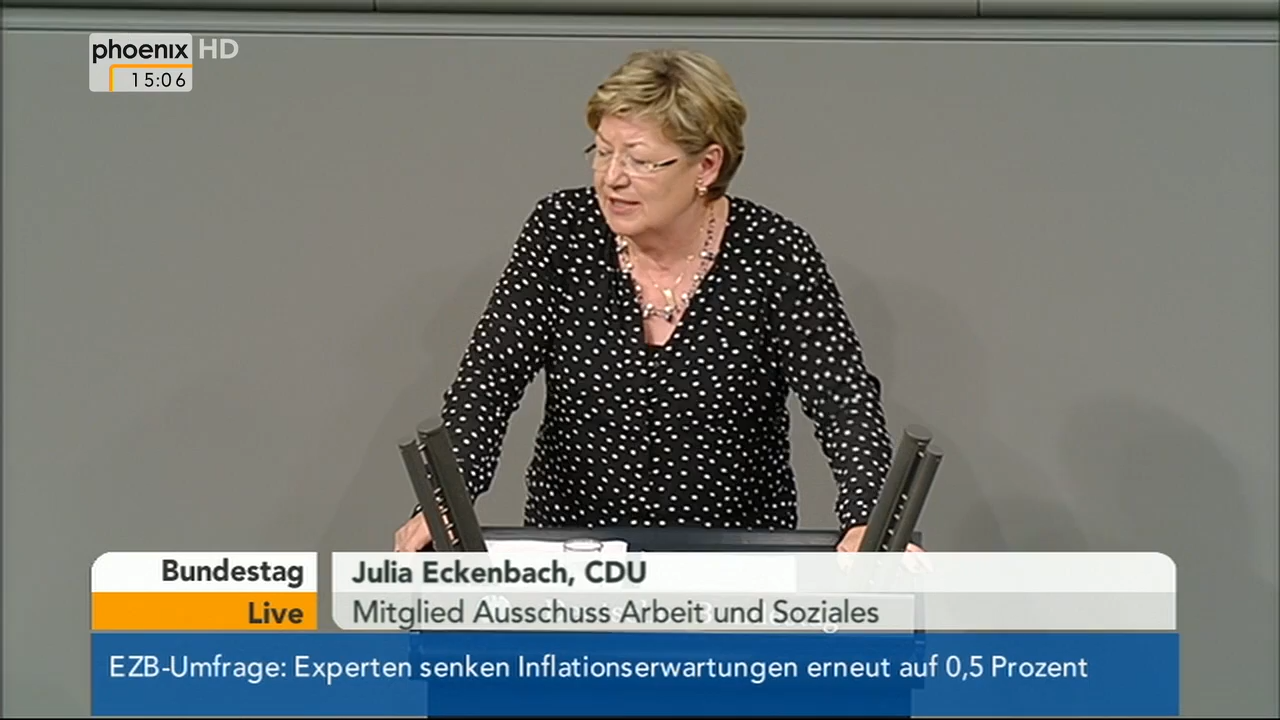 phoenix HD
15:06
Bundestag
Live
Julia Eckenbach, CDU
Mitglied Ausschuss Arbeit und Soziales
EZB-Umfrage: Experten senken Inflationserwartungen erneut auf 0,5 Prozent